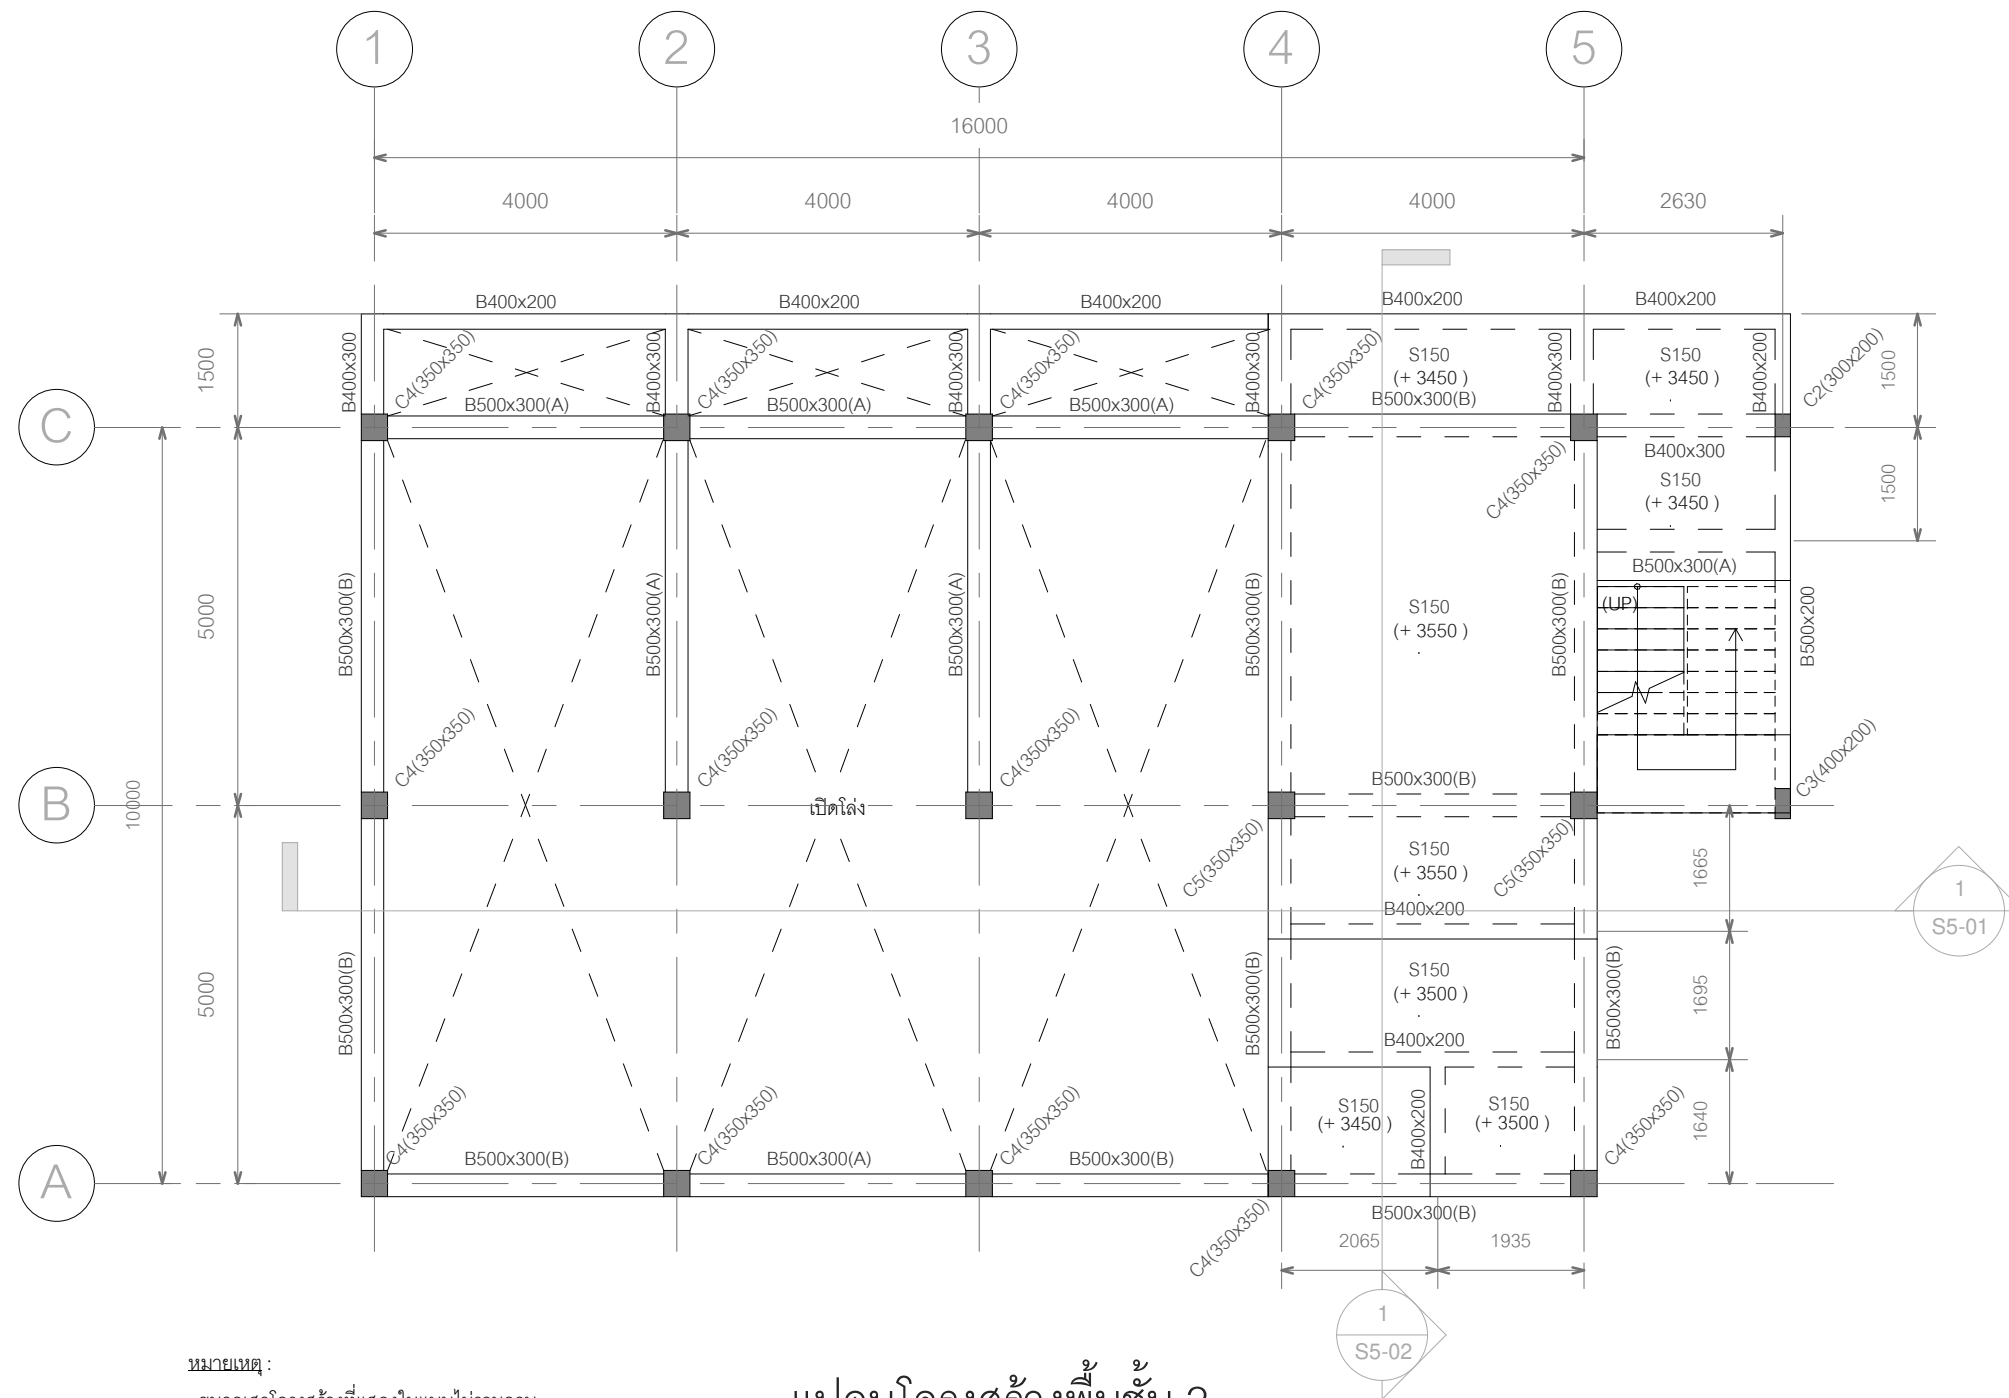 1 2 3 4 5
16000
4000 4000 4000 4000 2630
B400x200 B400x200 B400x200 B400x200 B400x200
1500 B400x300 C4(350x350) B400x300 C4(350x350) B400x300 C4(350x350) B400x300 C4(350x350) B400x300 B400x200 C2(300x200) 1500
S150 S150
(+ 3450 ) (+ 3450 )
B500x300(A) B500x300(A) B500x300(A) B500x300(B)
C
B400x300
C4(350x350) 1500
S150
(+ 3450 )
B500x300(A)
5000 B500x300(B) B500x300(A) B500x300(A) B500x300(B) B500x300(B) B500x200
S150 (UP)
(+ 3550 )
C4(350x350) C4(350x350) C4(350x350) C3(400x200)
B500x300(B)
B 10000 เปิดโล่ง
C5(350x350) C5(350x350) 1665
S150
(+ 3550 )
B400x200
1
S5-01
5000 B500x300(B) B500x300(B) B500x300(B) 1695
S150
(+ 3500 )
B400x200
C4(350x350) C4(350x350) C4(350x350) B400x200 C4(350x350) 1640
S150 S150
(+ 3450 ) (+ 3500 )
B500x300(B) B500x300(A) B500x300(B)
A
C4(350x350) B500x300(B)
2065 1935
1
S5-02
หมายเหตุ :